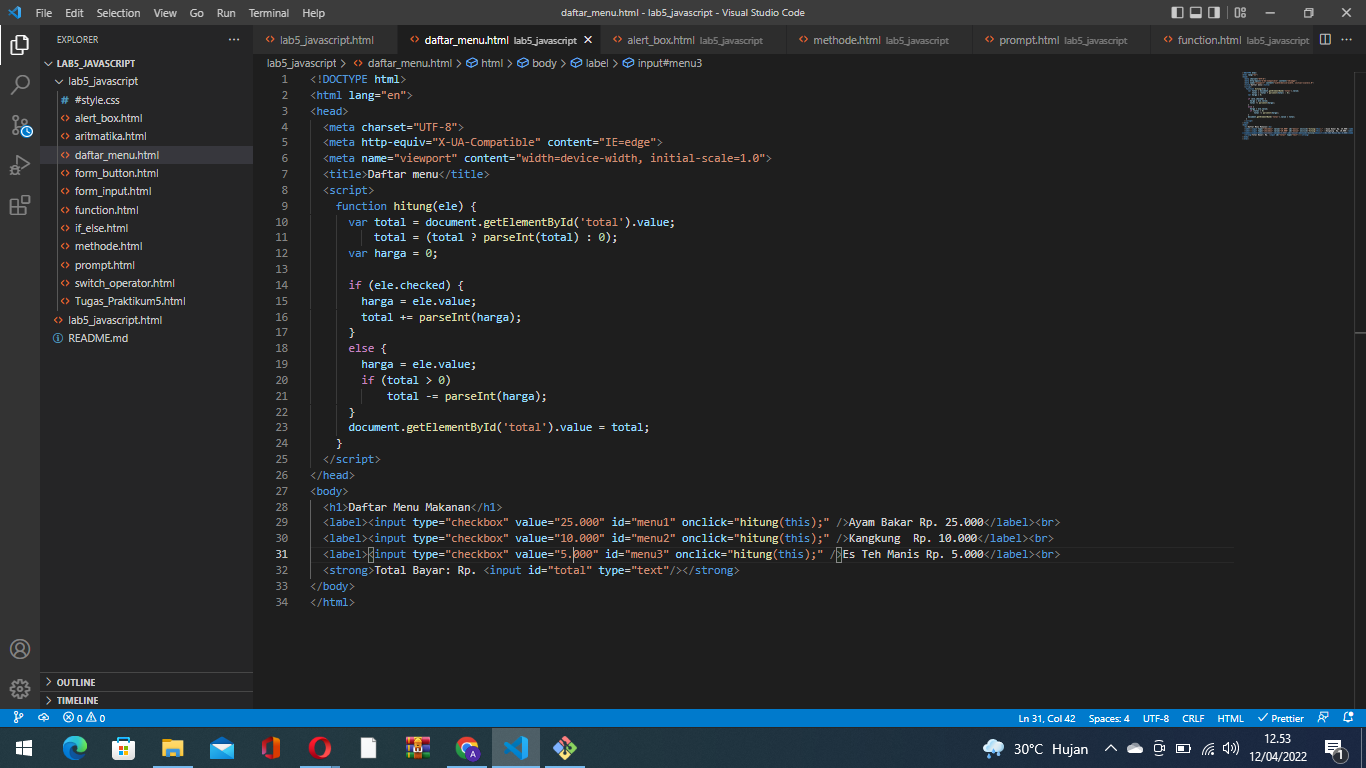 File Edit Selection View Go Run Terminal Help
daftar_menu.html - lab5_javascript - Visual Studio Code
EXPLORER
LAB5_JAVASCRIPT
lab5_javascript
#style.css
alert_box.html
aritmatika.html
daftar_menu.html
form_button.html
form_input.html
function.html
if_else.html
methode.html
prompt.html
switch_operator.html
Tugas_Praktikum5.html
lab5_javascript.html
README.md
OUTLINE
TIMELINE
lab5_javascript.html daftar_menu.html lab5_javascript alert_box.html lab5_javascript methode.html lab5_javascript prompt.html lab5_javascript function.html lab5_javascript
lab5_javascript > daftar_menu.html > html > body > label > input#menu3
1 <!DOCTYPE html>
2 <html lang="en">
3 <head>
4 <meta charset="UTF-8">
5 <meta http-equiv="X-UA-Compatible" content="IE=edge">
6 <meta name="viewport" content="width=device-width, initial-scale=1.0">
7 <title>Daftar menu</title>
8 <script>
9 function hitung(ele) {
10 var total = document.getElementById('total').value;
11 total = (total ? parseInt(total) : 0);
12 var harga = 0;
13
14 if (ele.checked) {
15 harga = ele.value;
16 total += parseInt(harga);
17 }
18 else {
19 harga = ele.value;
20 if (total > 0)
21 total -= parseInt(harga);
22 }
23 document.getElementById('total').value = total;
24 }
25 </script>
26 </head>
27 <body>
28 <h1>Daftar Menu Makanan</h1>
29 <label><input type="checkbox" value="25.000" id="menu1" onclick="hitung(this);" />Ayam Bakar Rp. 25.000</label><br>
30 <label><input type="checkbox" value="10.000" id="menu2" onclick="hitung(this);" />Kangkung  Rp. 10.000</label><br>
31 <label><input type="checkbox" value="5.000" id="menu3" onclick="hitung(this);" />Es Teh Manis Rp. 5.000</label><br>
32 <strong>Total Bayar: Rp. <input id="total" type="text"/></strong>
33 </body>
34 </html>
0 0
Ln 31, Col 42 Spaces: 4 UTF-8 CRLF HTML Prettier
30°C Hujan
12.53
12/04/2022
1